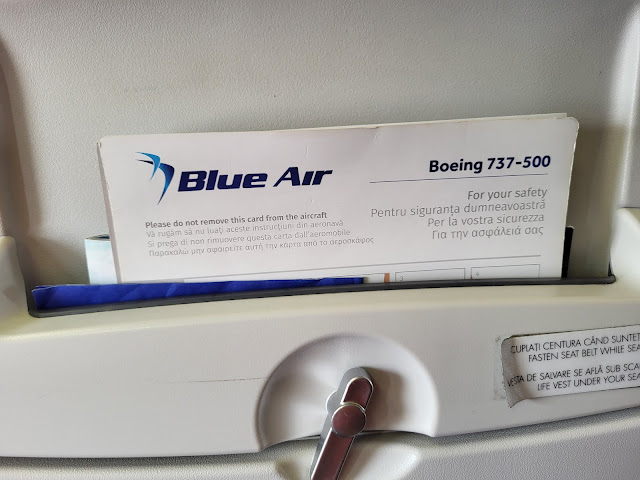 Blue Air
Boeing 737-500
For your safety
Pentru siguranța dumneavoastră
Per la vostra sicurezza
Για την ασφάλειά σας
Please do not remove this card from the aircraft
Vă rugăm să nu luați aceste instrucțiuni din aeronavă
Si prega di non rimuovere questa carta dall'aeromobile
Παρακαλώ μην αφαιρείτε αυτή την κάρτα από το αεροσκάφος
CUPLAȚI CENTURA CÂND SUNTEȚ
FASTEN SEAT BELT WHILE SEA
VESTA DE SALVARE SE AFLĂ SUB SCA
LIFE VEST UNDER YOUR SEA